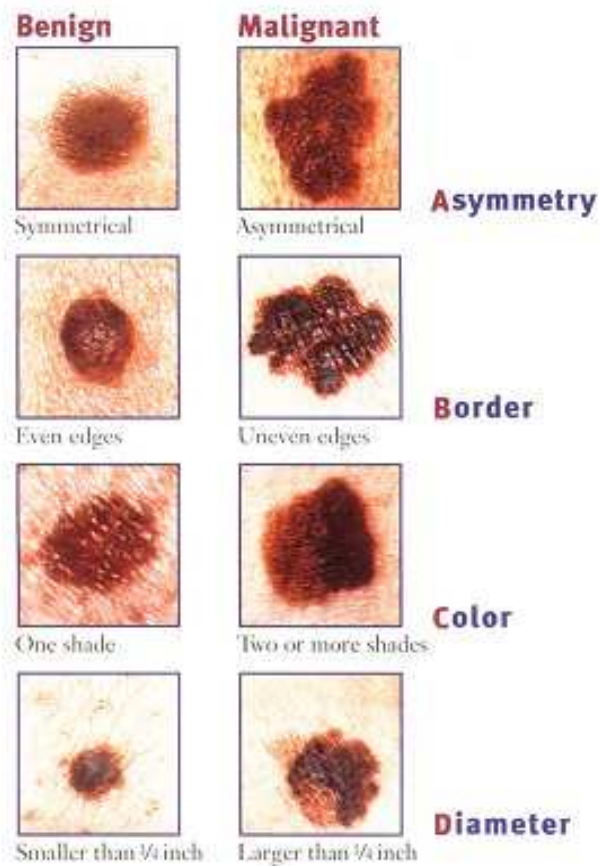 Benign Malignant
Symmetrical Asymmetrical
Asymmetry
Even edges Uneven edges
Border
One shade Two or more shades
Color
Smaller than ¼ inch Larger than ¼ inch
Diameter